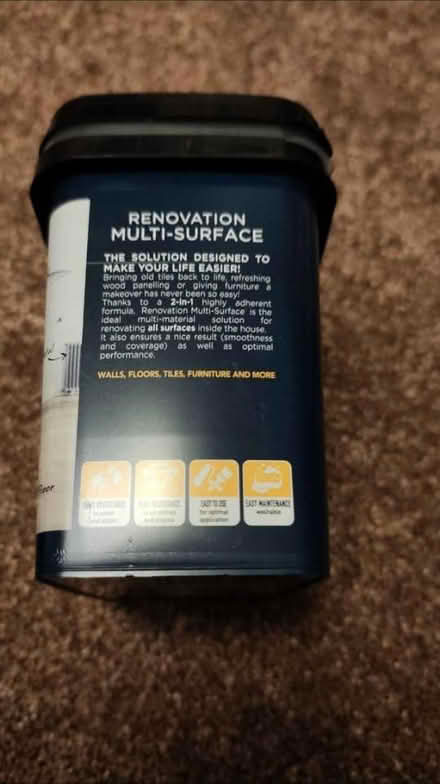 RENOVATION
MULTI-SURFACE
THE SOLUTION DESIGNED TO
MAKE YOUR LIFE EASIER!
Bringing old tiles back to life, refreshing
wood panelling or giving furniture a
makeover has never been so easy!
Thanks to a 2-in-1 highly adherent
formula, Renovation Multi-Surface is the
ideal multi-material solution for
renovating all surfaces inside the house.
It also ensures a nice result (smoothness
and coverage) as well as optimal
performance.
WALLS, FLOORS, TILES, FURNITURE AND MORE
EASY TO USE
for optimal
application
EASY MAINTENANCE
washable
floor